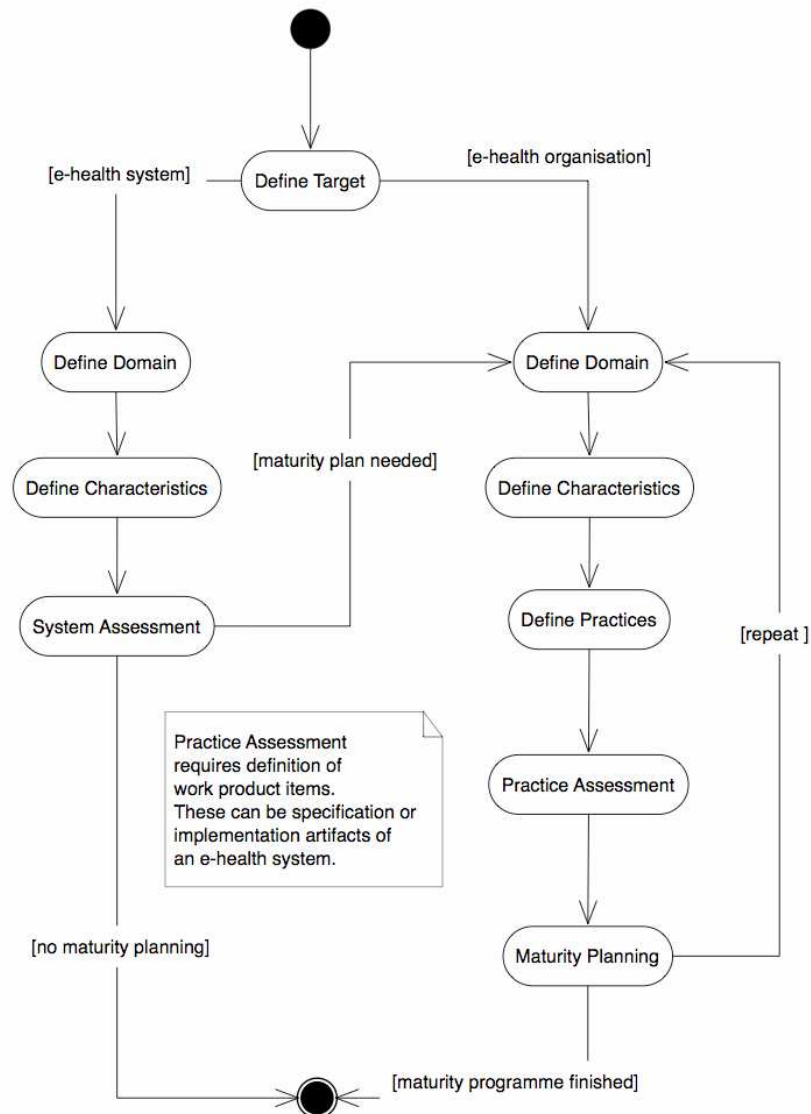 [e-health system]
Define Target
[e-health organisation]
Define Domain
Define Domain
[maturity plan needed]
Define Characteristics
Define Characteristics
System Assessment
Define Practices
[repeat ]
Practice Assessment
requires definition of
work product items.
These can be specification or
implementation artifacts of
an e-health system.
Practice Assessment
[no maturity planning]
Maturity Planning
[maturity programme finished]